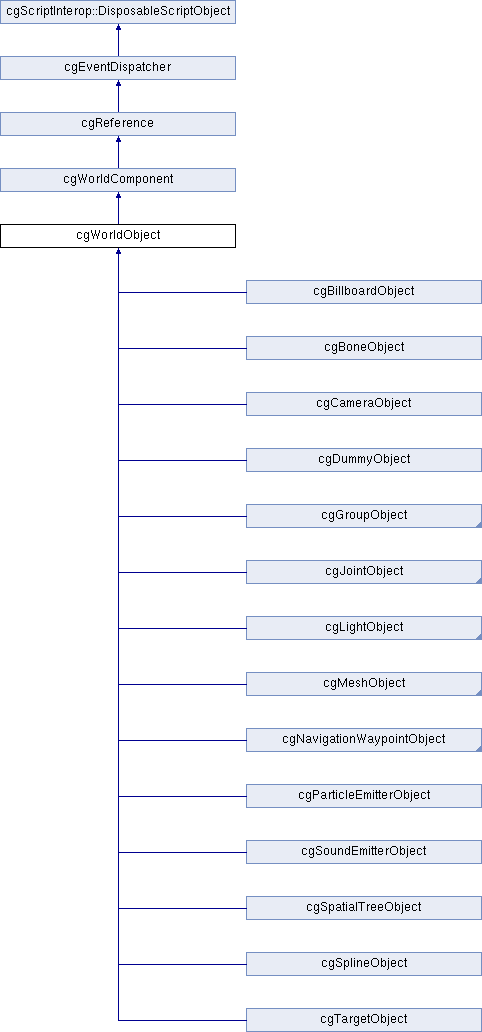 cgScriptInterop::DisposableScriptObject
cgEventDispatcher
cgReference
cgWorldComponent
cgWorldObject
cgBillboardObject
cgBoneObject
cgCameraObject
cgDummyObject
cgGroupObject
cgJointObject
cgLightObject
cgMeshObject
cgNavigationWaypointObject
cgParticleEmitterObject
cgSoundEmitterObject
cgSpatialTreeObject
cgSplineObject
cgTargetObject